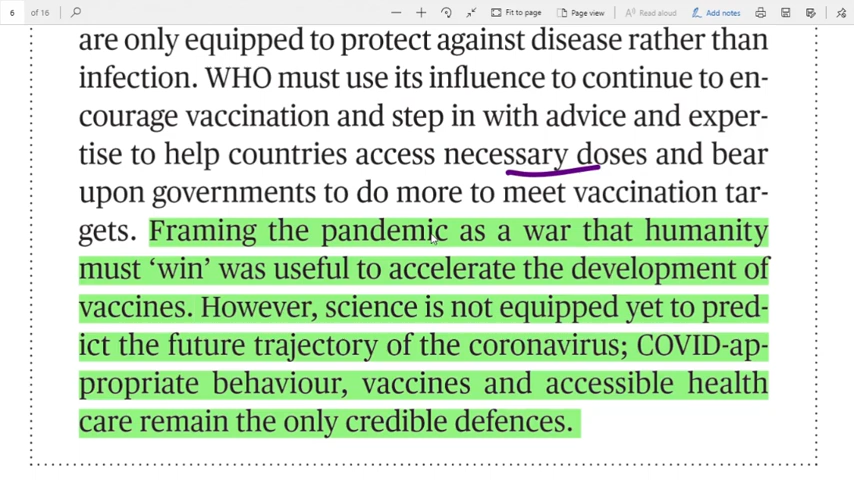 6 of 16 Fit to page Page view Read aloud Add notes
are only equipped to protect against disease rather than
infection. WHO must use its influence to continue to en-
courage vaccination and step in with advice and exper-
tise to help countries access necessary doses and bear
upon governments to do more to meet vaccination tar-
gets. Framing the pandemic as a war that humanity
must ‘win’ was useful to accelerate the development of
vaccines. However, science is not equipped yet to pred-
ict the future trajectory of the coronavirus; COVID-ap-
propriate behaviour, vaccines and accessible health
care remain the only credible defences.